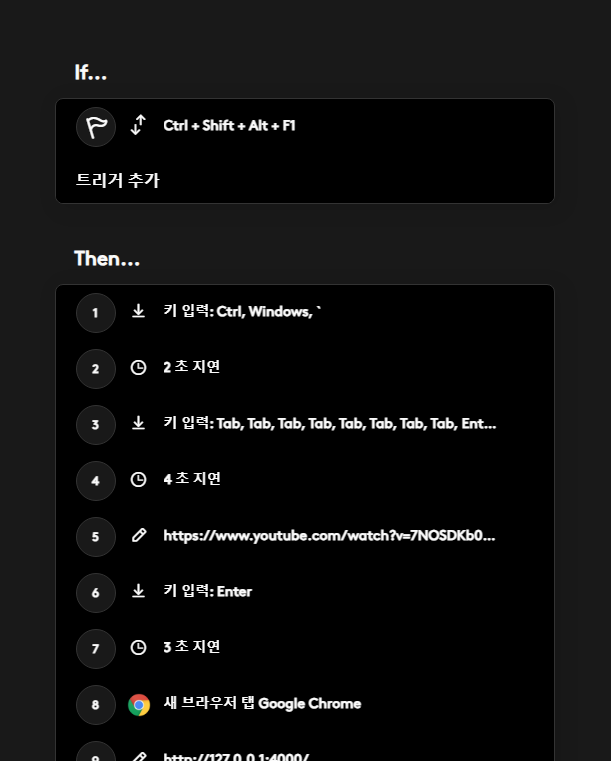 If...
Ctrl + Shift + Alt + F1
트리거 추가
Then...
1 키 입력: Ctrl, Windows, `
2 2 초 지연
3 키 입력: Tab, Tab, Tab, Tab, Tab, Tab, Tab, Tab, Ent...
4 4 초 지연
5 https://www.youtube.com/watch?v=7NOSDKb0...
6 키 입력: Enter
7 3 초 지연
8 새 브라우저 탭 Google Chrome
9 http://127.0.0.1:4000/